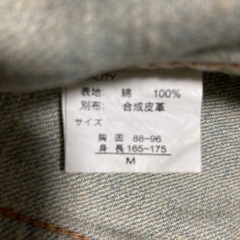 QUALITY
表地: 綿 100%
別布: 合成皮革
サイズ
胸囲 88~96
身長 165~175
M